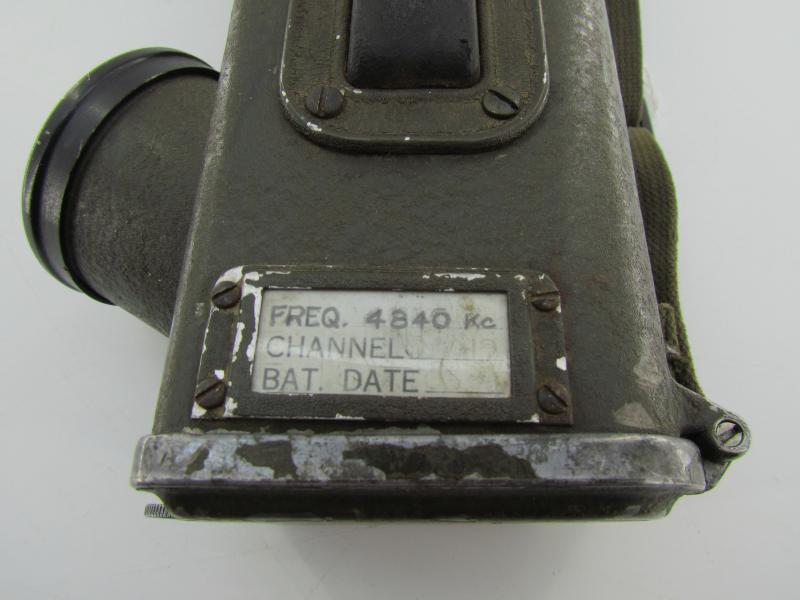 FREQ. 4840 Kc
CHANNEL
BAT. DATE